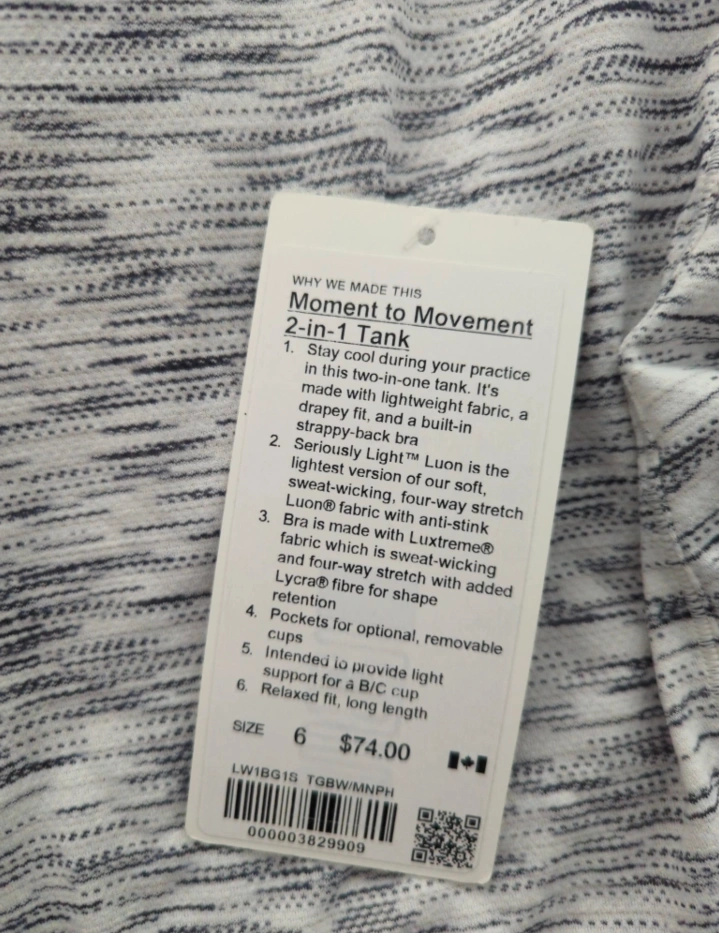 WHY WE MADE THIS
Moment to Movement
2-in-1 Tank
1. Stay cool during your practice
in this two-in-one tank. It's
made with lightweight fabric, a
drapey fit, and a built-in
strappy-back bra
2. Seriously Light™ Luon is the
lightest version of our soft,
sweat-wicking, four-way stretch
Luon® fabric with anti-stink
3. Bra is made with Luxtreme®
fabric which is sweat-wicking
and four-way stretch with added
Lycra® fibre for shape
retention
4. Pockets for optional, removable
cups
5. Intended to provide light
support for a B/C cup
6. Relaxed fit, long length
SIZE 6 $74.00
LW1BG1S TGBW/MNPH
000003829909